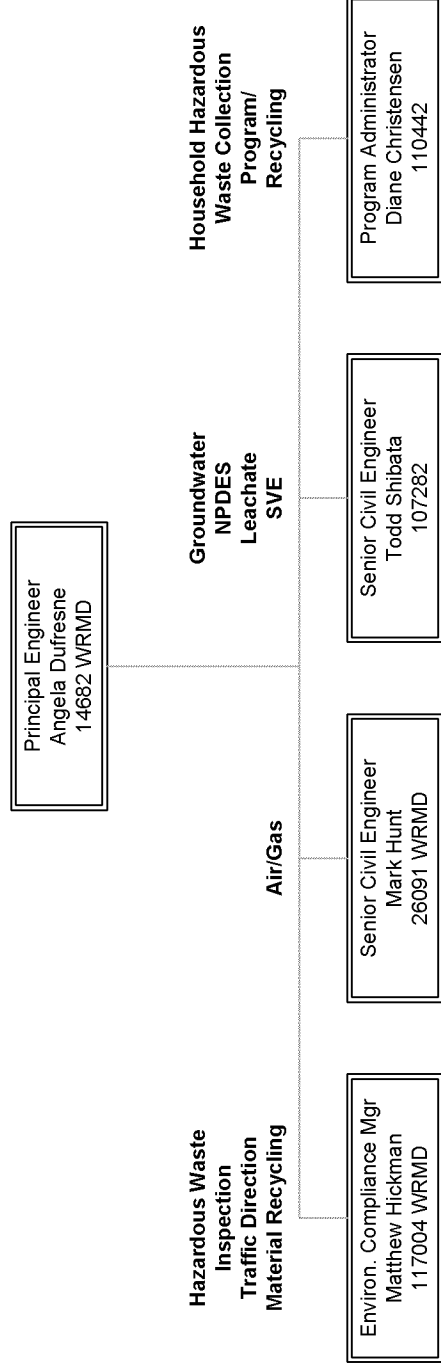 Principal Engineer
Angela Dufresne
14682 WRMD
Hazardous Waste
Inspection
Traffic Direction
Material Recycling
Air/Gas
Groundwater
NPDES
Leachate
SVE
Household Hazardous
Waste Collection
Program/
Recycling
Environ. Compliance Mgr
Matthew Hickman
117004 WRMD
Senior Civil Engineer
Mark Hunt
26091 WRMD
Senior Civil Engineer
Todd Shibata
107282
Program Administrator
Diane Christensen
110442